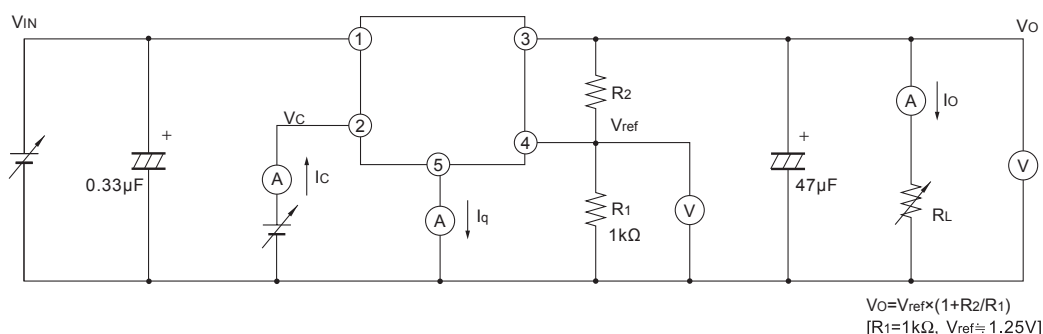 VIN
VO
1
3
R2
A
IO
VC
2
Vref
4
+
+
5
A
IC
V
0.33μF
R1
V
47μF
RL
A
Iq
1kΩ
VO=Vref×(1+R2/R1)
[R1=1kΩ, Vref≒1.25V]